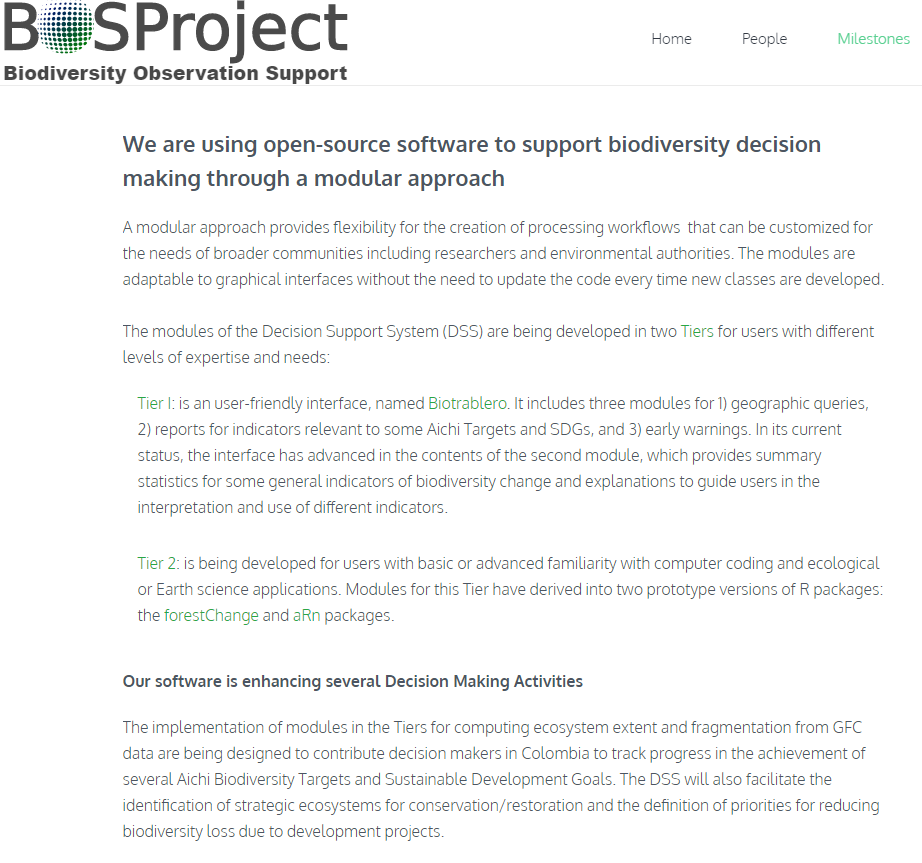 BOSProject
Biodiversity Observation Support
Home People Milestones
We are using open-source software to support biodiversity decision
making through a modular approach
A modular approach provides flexibility for the creation of processing workflows that can be customized for
the needs of broader communities including researchers and environmental authorities. The modules are
adaptable to graphical interfaces without the need to update the code every time new classes are developed.
The modules of the Decision Support System (DSS) are being developed in two Tiers for users with different
levels of expertise and needs:
Tier I: is an user-friendly interface, named Biotrablero. It includes three modules for 1) geographic queries,
2) reports for indicators relevant to some Aichi Targets and SDGs, and 3) early warnings. In its current
status, the interface has advanced in the contents of the second module, which provides summary
statistics for some general indicators of biodiversity change and explanations to guide users in the
interpretation and use of different indicators.
Tier 2: is being developed for users with basic or advanced familiarity with computer coding and ecological
or Earth science applications. Modules for this Tier have derived into two prototype versions of R packages:
the forestChange and aRn packages.
Our software is enhancing several Decision Making Activities
The implementation of modules in the Tiers for computing ecosystem extent and fragmentation from GFC
data are being designed to contribute decision makers in Colombia to track progress in the achievement of
several Aichi Biodiversity Targets and Sustainable Development Goals. The DSS will also facilitate the
identification of strategic ecosystems for conservation/restoration and the definition of priorities for reducing
biodiversity loss due to development projects.